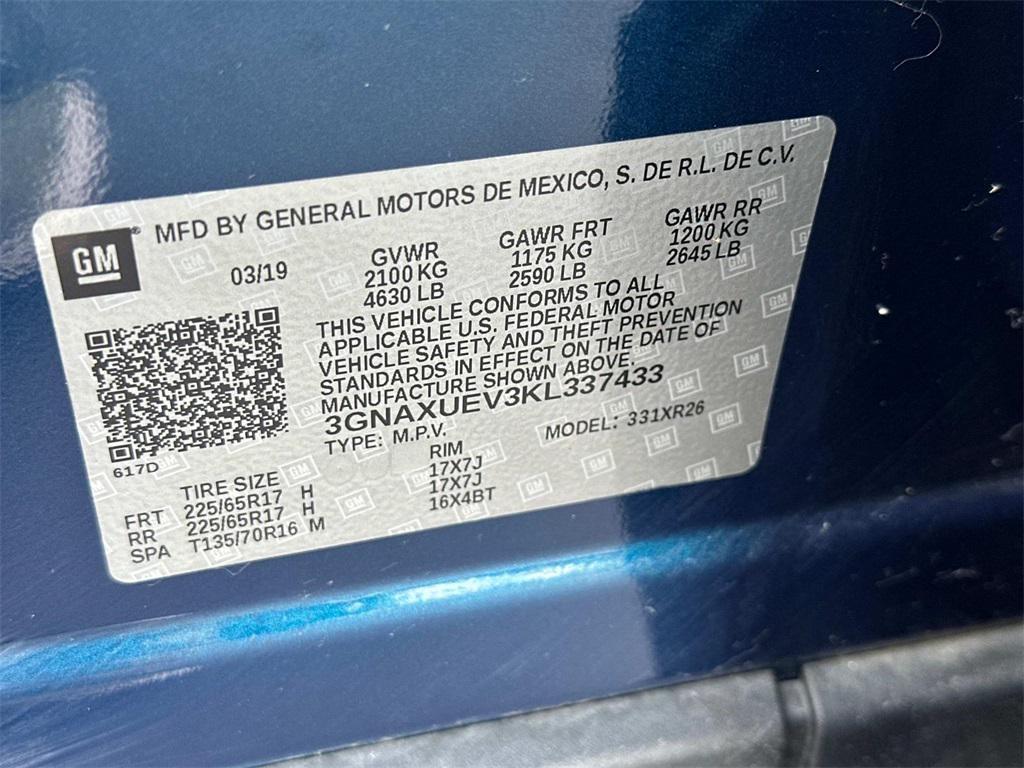 GM
MFD BY GENERAL MOTORS DE MEXICO, S. DE R.L. DE C.V.
03/19
GVWR
2100 KG
4630 LB
GAWR FRT
1175 KG
2590 LB
GAWR RR
1200 KG
2645 LB
THIS VEHICLE CONFORMS TO ALL
APPLICABLE U.S. FEDERAL MOTOR
VEHICLE SAFETY AND THEFT PREVENTION
STANDARDS IN EFFECT ON THE DATE OF
MANUFACTURE SHOWN ABOVE.
3GNAXUEV3KL337433
TYPE: M.P.V. MODEL: 331XR26
617D
TIRE SIZE RIM
FRT 225/65R17 H 17X7J
RR 225/65R17 H 17X7J
SPA T135/70R16 M 16X4BT